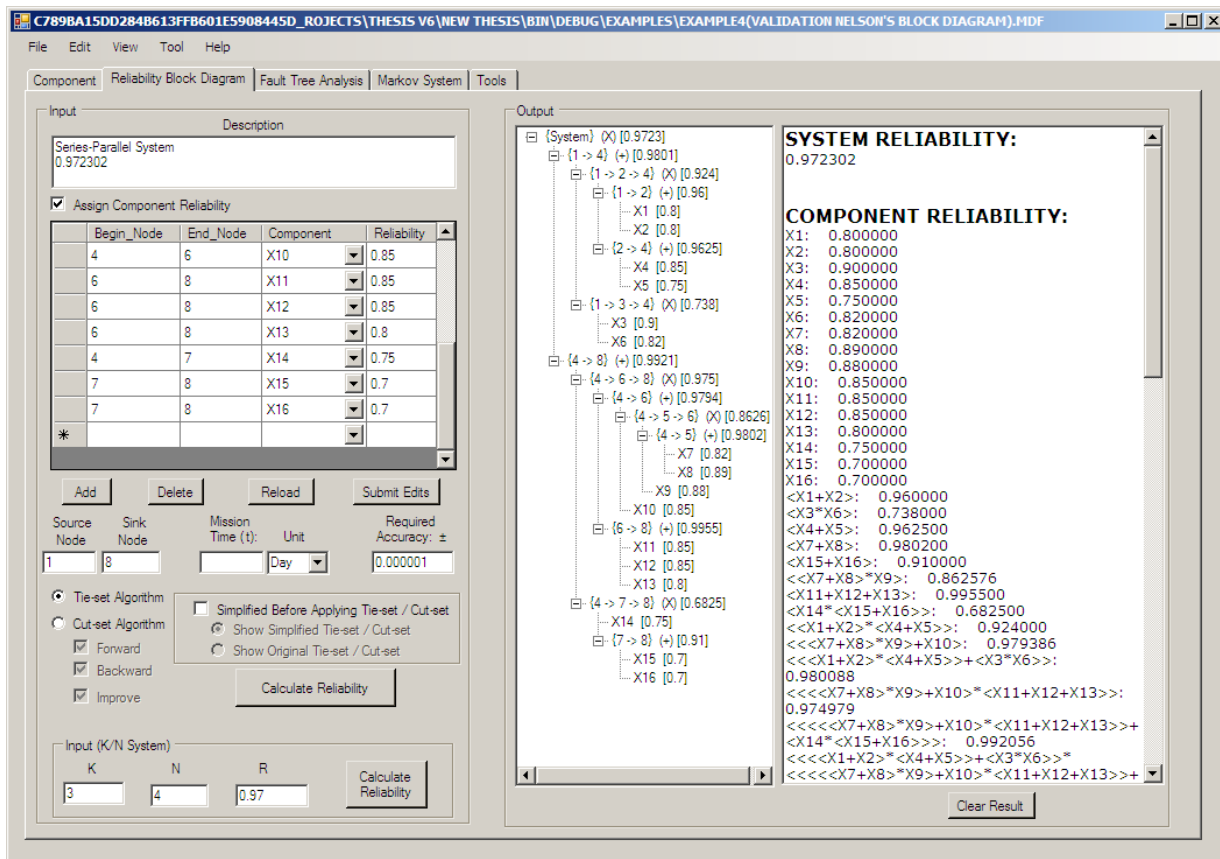 C789BA15DD284B613FFB601E5908445D_ROJECTS\THESIS V6\NEW THESIS\BIN\DEBUG\EXAMPLES\EXAMPLE4(VALIDATION NELSON'S BLOCK DIAGRAM).MDF
File Edit View Tool Help
Component Reliability Block Diagram Fault Tree Analysis Markov System Tools
Input
Description
Series-Parallel System
0.972302
Assign Component Reliability
Begin_Node End_Node Component Reliability
4 6 X10 0.85
6 8 X11 0.85
6 8 X12 0.85
6 8 X13 0.8
4 7 X14 0.75
7 8 X15 0.7
7 8 X16 0.7
*
Add Delete Reload Submit Edits
Source Node Sink Node Mission Time (t): Unit Required Accuracy: ±
1 8 Day 0.000001
Tie-set Algorithm
Cut-set Algorithm
Forward
Backward
Improve
Simplified Before Applying Tie-set / Cut-set
Show Simplified Tie-set / Cut-set
Show Original Tie-set / Cut-set
Calculate Reliability
Input (K/N System)
K N R
3 4 0.97
Calculate Reliability
Output
{System} (X) [0.9723]
{1 -> 4} (+) [0.9801]
{1 -> 2 -> 4} (X) [0.924]
{1 -> 2} (+) [0.96]
X1 [0.8]
X2 [0.8]
{2 -> 4} (+) [0.9625]
X4 [0.85]
X5 [0.75]
{1 -> 3 -> 4} (X) [0.738]
X3 [0.9]
X6 [0.82]
{4 -> 8} (+) [0.9921]
{4 -> 6 -> 8} (X) [0.975]
{4 -> 6} (+) [0.9794]
{4 -> 5 -> 6} (X) [0.8626]
{4 -> 5} (+) [0.9802]
X7 [0.82]
X8 [0.89]
X9 [0.88]
X10 [0.85]
{6 -> 8} (+) [0.9955]
X11 [0.85]
X12 [0.85]
X13 [0.8]
{4 -> 7 -> 8} (X) [0.6825]
X14 [0.75]
{7 -> 8} (+) [0.91]
X15 [0.7]
X16 [0.7]
SYSTEM RELIABILITY:
0.972302
COMPONENT RELIABILITY:
X1: 0.800000
X2: 0.800000
X3: 0.900000
X4: 0.850000
X5: 0.750000
X6: 0.820000
X7: 0.820000
X8: 0.890000
X9: 0.880000
X10: 0.850000
X11: 0.850000
X12: 0.850000
X13: 0.800000
X14: 0.750000
X15: 0.700000
X16: 0.700000
<X1+X2>: 0.960000
<X3*X6>: 0.738000
<X4+X5>: 0.962500
<X7+X8>: 0.980200
<X15+X16>: 0.910000
<<X7+X8>*X9>: 0.862576
<X11+X12+X13>: 0.995500
<X14*<X15+X16>>: 0.682500
<<X1+X2>*<X4+X5>>: 0.924000
<<<X7+X8>*X9>+X10>: 0.979386
<<<X1+X2>*<X4+X5>>+<X3*X6>>:
0.980088
<<<<X7+X8>*X9>+X10>*<X11+X12+X13>>:
0.974979
<<<<<X7+X8>*X9>+X10>*<X11+X12+X13>>+
<X14*<X15+X16>>>: 0.992056
<<<<X1+X2>*<X4+X5>>+<X3*X6>>*
<<<<<X7+X8>*X9>+X10>*<X11+X12+X13>>+
Clear Result